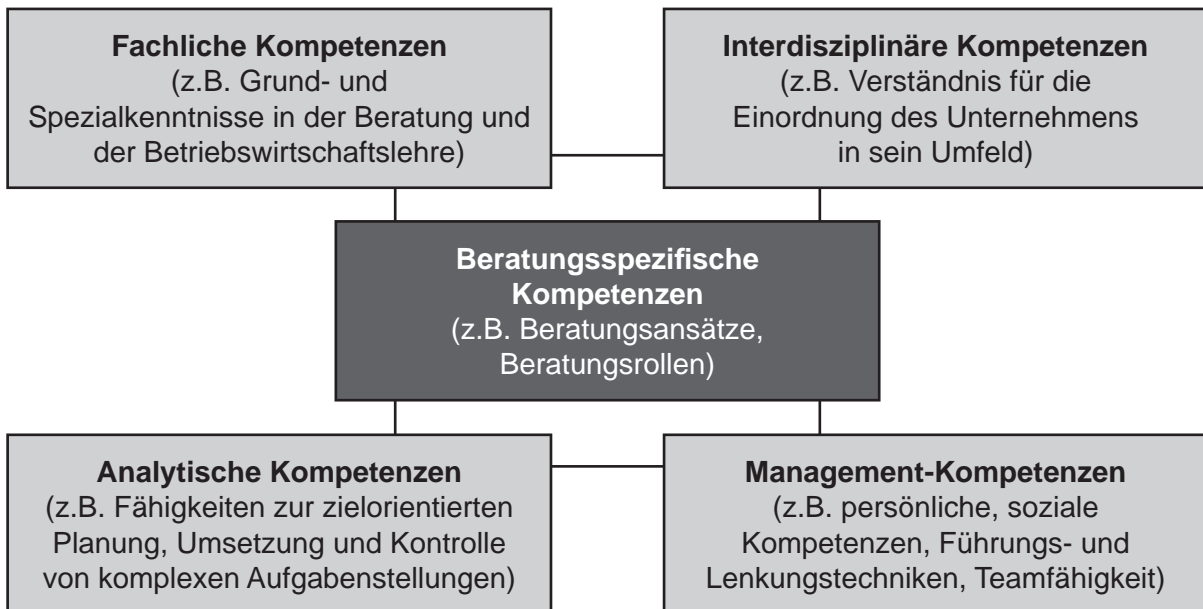 Fachliche Kompetenzen
(z.B. Grund- und
Spezialkenntnisse in der Beratung und
der Betriebswirtschaftslehre)
Interdisziplinäre Kompetenzen
(z.B. Verständnis für die
Einordnung des Unternehmens
in sein Umfeld)
Beratungsspezifische
Kompetenzen
(z.B. Beratungsansätze,
Beratungsrollen)
Analytische Kompetenzen
(z.B. Fähigkeiten zur zielorientierten
Planung, Umsetzung und Kontrolle
von komplexen Aufgabenstellungen)
Management-Kompetenzen
(z.B. persönliche, soziale
Kompetenzen, Führungs- und
Lenkungstechniken, Teamfähigkeit)